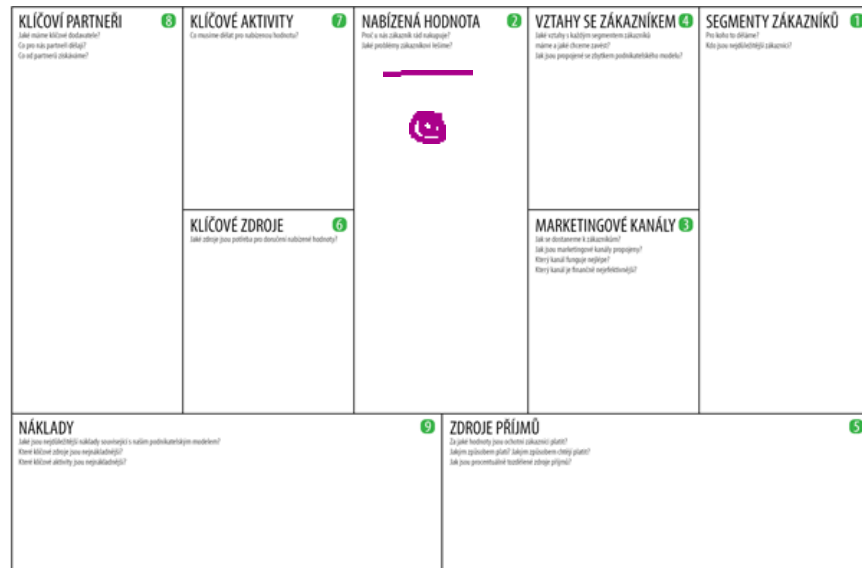 KLÍČOVÍ PARTNEŘI 8
Jaké máme klíčové dodavatele?
Co pro nás partneři dělají?
Co od partnerů získáváme?
KLÍČOVÉ AKTIVITY 7
Co musíme dělat pro nabízenou hodnotu?
KLÍČOVÉ ZDROJE 6
Jaké zdroje jsou potřeba pro doručení nabízené hodnoty?
NABÍZENÁ HODNOTA 2
Proč u nás zákazník rád nakupuje?
Jaké problémy zákazníkovi řešíme?
VZTAHY SE ZÁKAZNÍKEM 4
Jaké vztahy s každým segmentem zákazníků
máme a jaké chceme zavést?
Jak jsou propojené se zbytkem podnikatelského modelu?
MARKETINGOVÉ KANÁLY 3
Jak se dostaneme k zákazníkům?
Jak jsou marketingové kanály propojeny?
Který kanál funguje nejlépe?
Který kanál je finančně nejefektivnější?
SEGMENTY ZÁKAZNÍKŮ 1
Pro koho to děláme?
Kdo jsou nejdůležitější zákazníci?
NÁKLADY 9
Jaké jsou nejdůležitější náklady související s naším podnikatelským modelem?
Které klíčové zdroje jsou nejnákladnější?
Které klíčové aktivity jsou nejnákladnější?
ZDROJE PŘÍJMŮ 5
Za jaké hodnoty jsou ochotni zákazníci platit?
Jakým způsobem platí? Jakým způsobem chtějí platit?
Jak jsou procentuálně rozdělené zdroje příjmů?